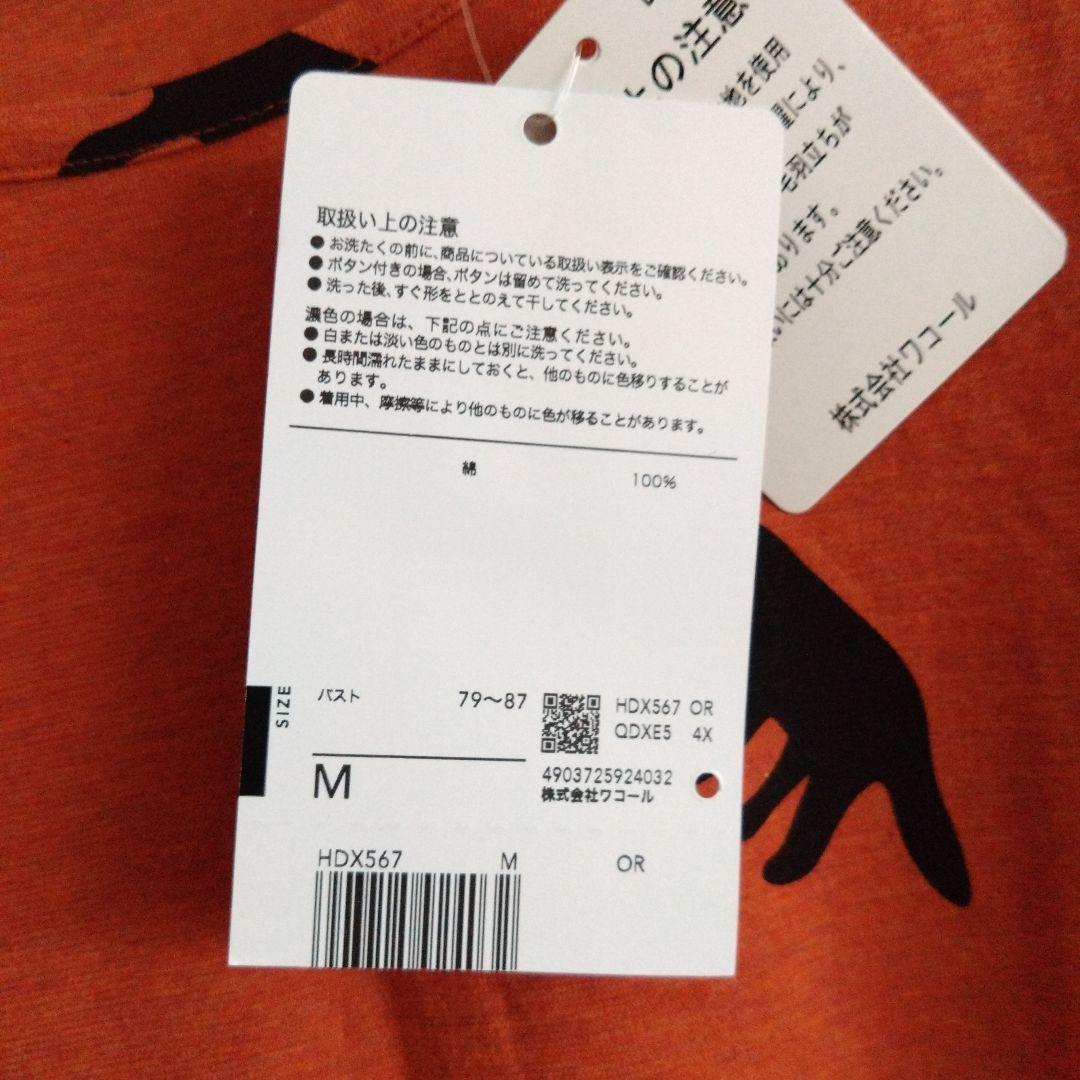 取扱い上の注意
●お洗たくの前に、商品についている取扱い表示をご確認ください。
●ボタン付きの場合、ボタンは留めて洗ってください。
●洗った後、すぐ形をととのえて干してください。
濃色の場合は、下記の点にご注意ください。
●白または淡い色のものとは別に洗ってください。
●長時間濡れたままにしておくと、他のものに色移りすることが
あります。
●着用中、摩擦等により他のものに色が移ることがあります。
綿 100%
SIZE
バスト 79〜87
M
HDX567 OR
QDXE5 4X
4903725924032
株式会社ワコール
HDX567 M OR
の注意
を使用
により、
毛羽立ちが
ります。
には十分ご注意ください。
株式会社ワコール